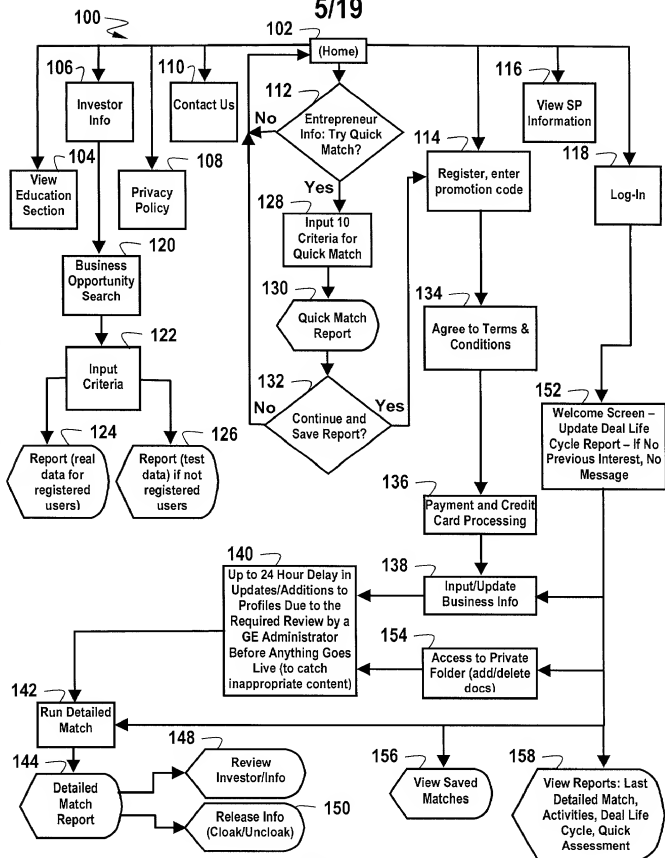 5/19
100
102
(Home)
106
110
112
116
Investor
Info
Contact Us
Entrepreneur
Info: Try Quick
Match?
No
Yes
114
View SP
Information
118
104
View
Education
Section
108
Privacy
Policy
Register, enter
promotion code
Log-In
128
Input 10
Criteria for
Quick Match
120
Business
Opportunity
Search
130
Quick Match
Report
134
Agree to Terms &
Conditions
122
Input
Criteria
132
Continue and
Save Report?
No
Yes
152
Welcome Screen –
Update Deal Life
Cycle Report – If No
Previous Interest, No
Message
124
Report (real
data for
registered
users)
126
Report (test
data) if not
registered
users
136
Payment and Credit
Card Processing
140
Up to 24 Hour Delay in
Updates/Additions to
Profiles Due to the
Required Review by a
GE Administrator
Before Anything Goes
Live (to catch
inappropriate content)
138
Input/Update
Business Info
154
Access to Private
Folder (add/delete
docs)
142
Run Detailed
Match
144
Detailed
Match
Report
148
Review
Investor/Info
150
Release Info
(Cloak/Uncloak)
156
View Saved
Matches
158
View Reports: Last
Detailed Match,
Activities, Deal Life
Cycle, Quick
Assessment